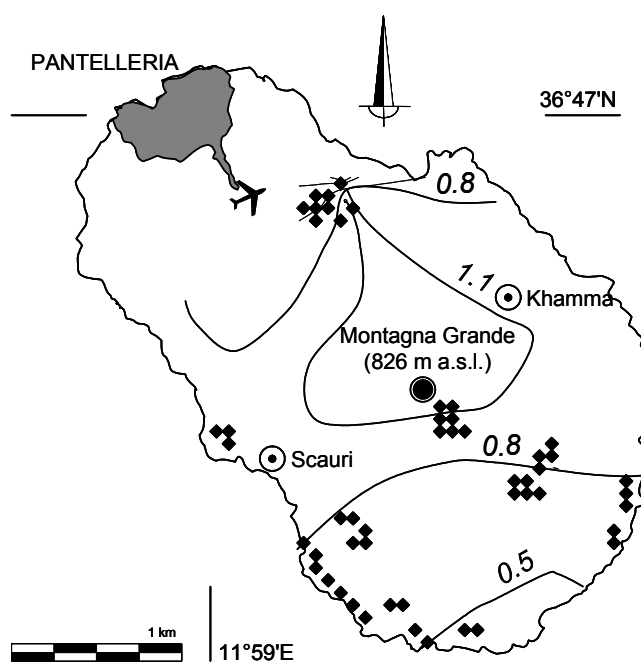 PANTELLERIA
36°47'N
0.8
1.1
Khamma
Montagna Grande
(826 m a.s.l.)
0.8
Scauri
0.5
1 km
11°59'E